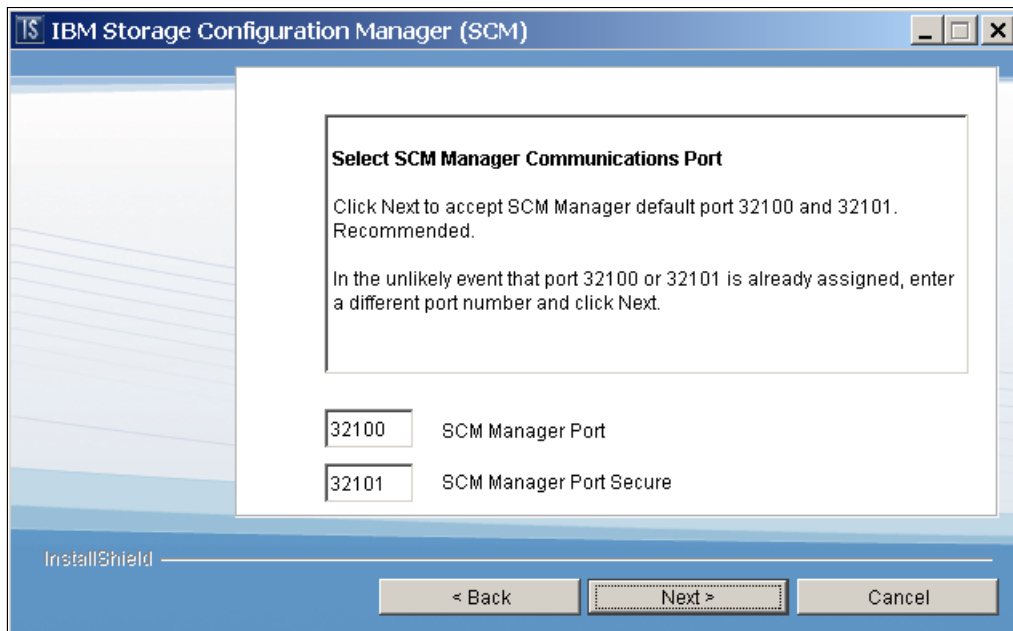 TS IBM Storage Configuration Manager (SCM)
Select SCM Manager Communications Port
Click Next to accept SCM Manager default port 32100 and 32101.
Recommended.
In the unlikely event that port 32100 or 32101 is already assigned, enter
a different port number and click Next.
32100 SCM Manager Port
32101 SCM Manager Port Secure
InstallShield
< Back Next > Cancel